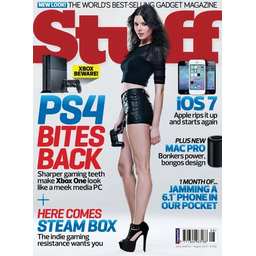 NEW LOOK! THE WORLD'S BEST-SELLING GADGET MAGAZINE
Stuff
XBOX
BEWARE!
PS4
BITES
BACK
Sharper gaming teeth
make Xbox One look
like a meek media PC
+
HERE COMES
STEAM BOX
The indie gaming
resistance wants you
iOS 7
Apple rips it up
and starts again
PLUS NEW
MAC PRO
Bonkers power,
bongos design
1 MONTH OF...
JAMMING A
6.1" PHONE IN
OUR POCKET